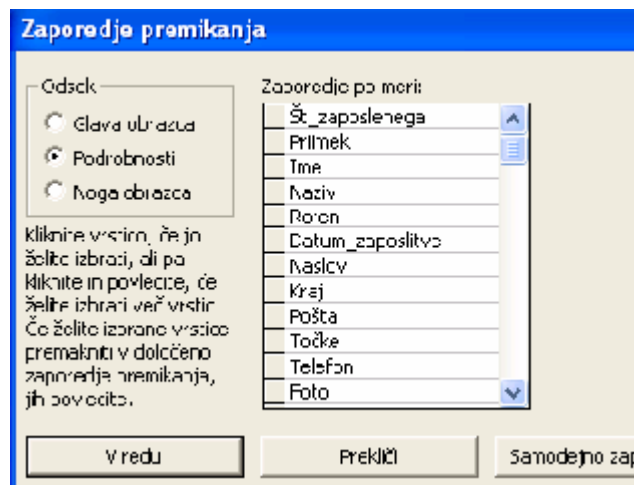 Zaporedje premikanja
Odsek
Glava obrazca
Podrobnosti
Noga obrazca
Kliknite vrstico, če jo
želite izbrati, ali pa
kliknite in povlecite, če
želite izbrati več vrstic.
Če želite izbrane vrstice
premakniti v določeno
zaporedje premikanja,
jih povlecite.
Zaporedje po meri:
Št_zaposlenega
Priimek
Ime
Naziv
Rojen
Datum_zaposlitve
Naslov
Kraj
Pošta
Točke
Telefon
Foto
V redu
Prekliči
Samodejno zap